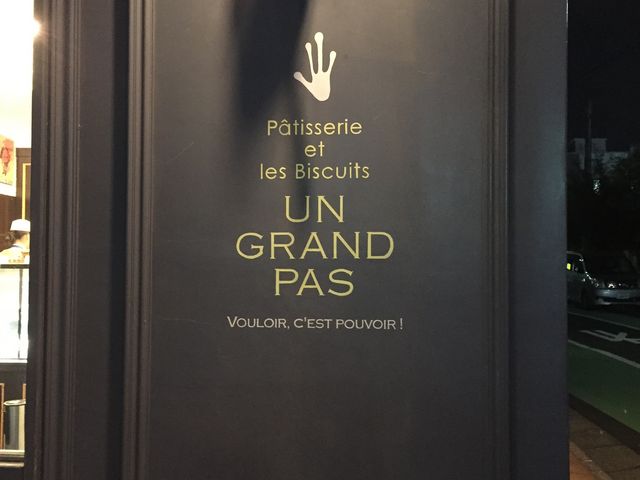 Pâtisserie
et
les Biscuits
UN
GRAND
PAS
VOULOIR, C'EST POUVOIR !